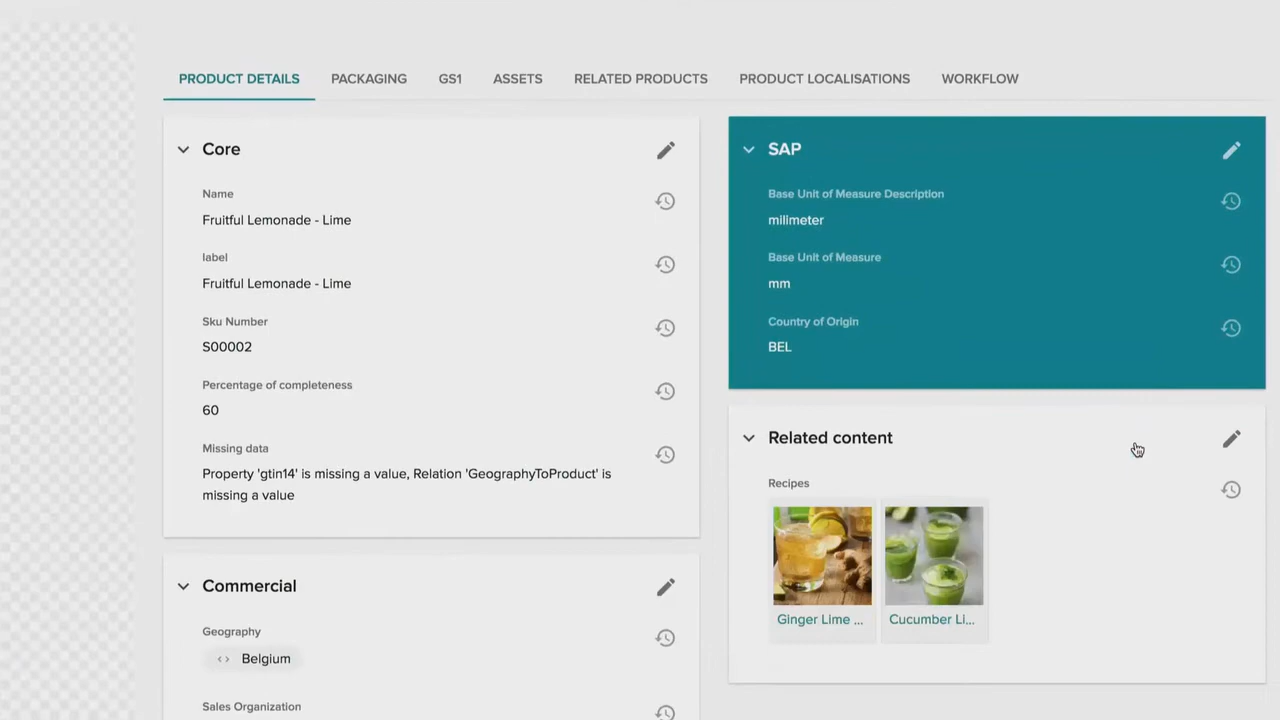 PRODUCT DETAILS PACKAGING GS1 ASSETS RELATED PRODUCTS PRODUCT LOCALISATIONS WORKFLOW
Core
Name
Fruitful Lemonade - Lime
label
Fruitful Lemonade - Lime
Sku Number
S00002
Percentage of completeness
60
Missing data
Property 'gtin14' is missing a value, Relation 'GeographyToProduct' is
missing a value
Commercial
Geography
Belgium
Sales Organization
SAP
Base Unit of Measure Description
milimeter
Base Unit of Measure
mm
Country of Origin
BEL
Related content
Recipes
Ginger Lime ...
Cucumber Li...